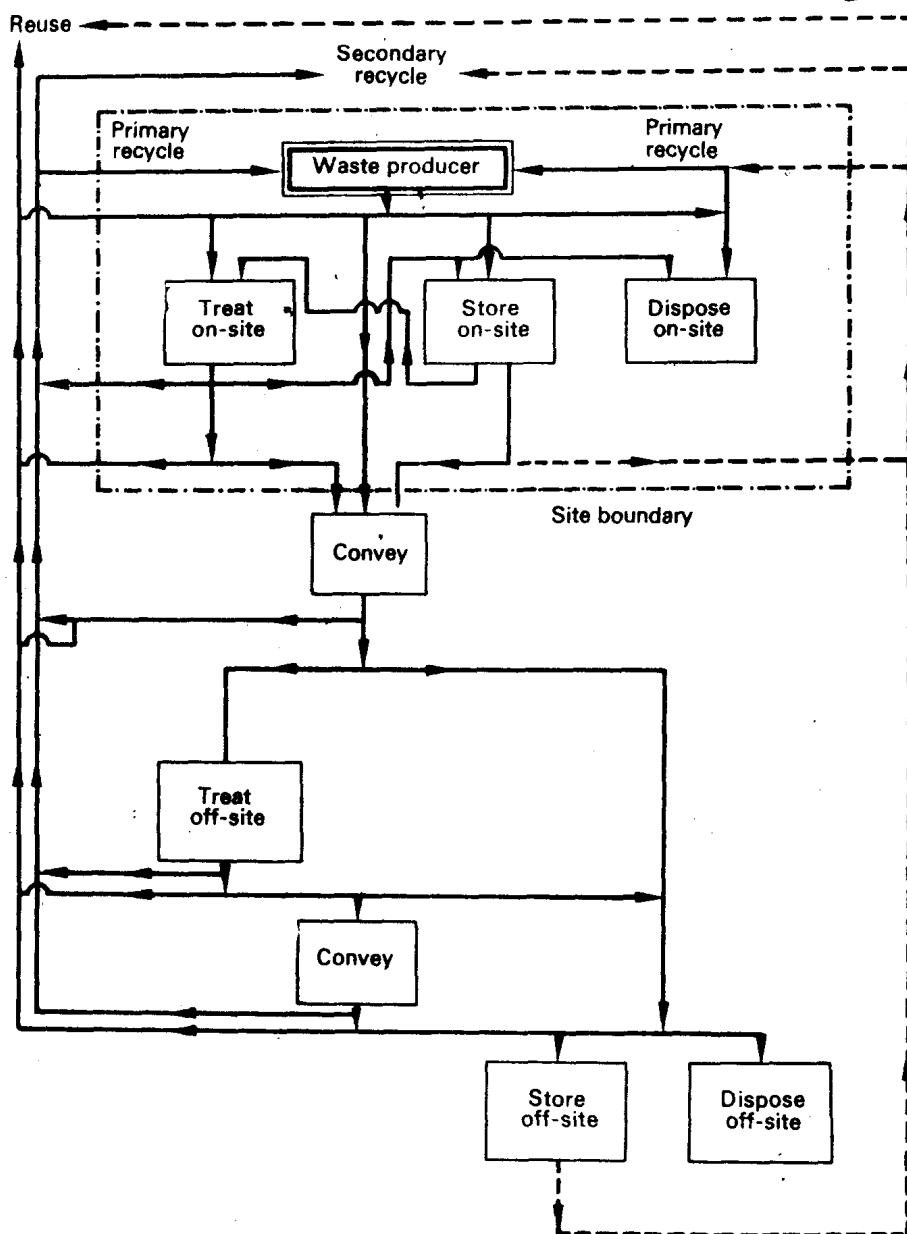 Reuse
Secondary
recycle
Primary
recycle
Waste producer
Primary
recycle
Treat
on-site
Store
on-site
Dispose
on-site
Site boundary
Convey
Treat
off-site
Convey
Store
off-site
Dispose
off-site